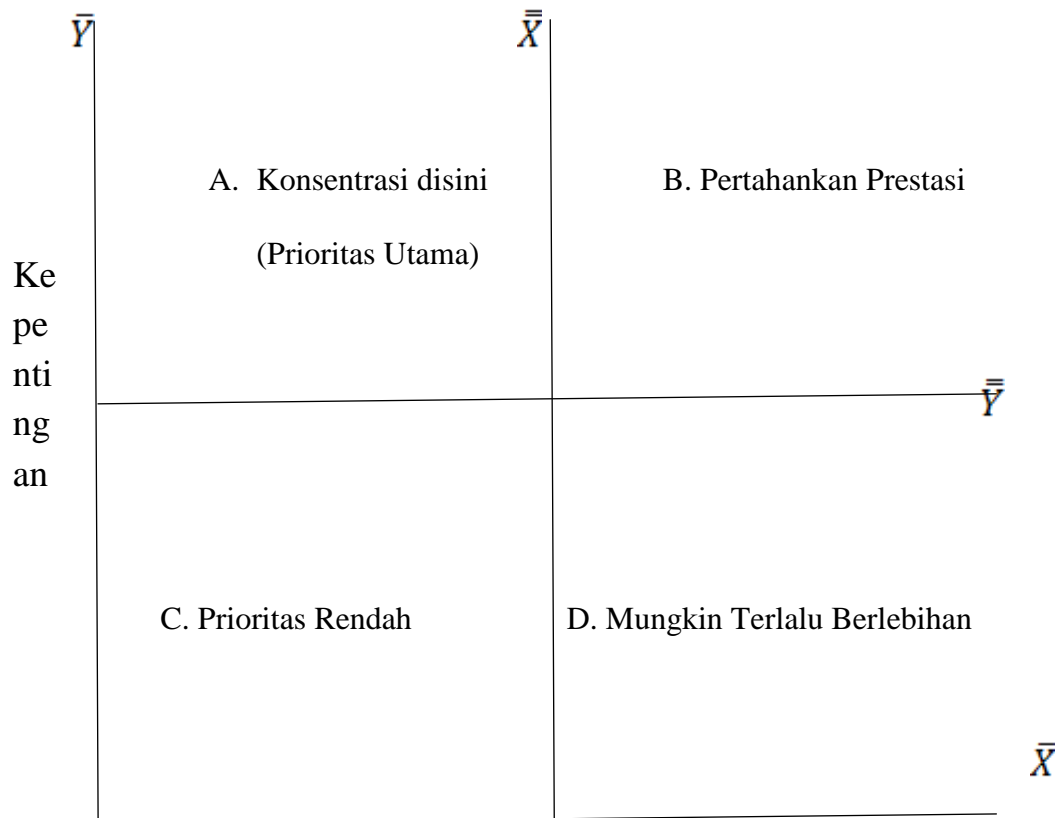 Ȳ X̿
A. Konsentrasi disini B. Pertahankan Prestasi
(Prioritas Utama)
Ke
pe
nti
ng
an
Y̿
C. Prioritas Rendah D. Mungkin Terlalu Berlebihan
X̄